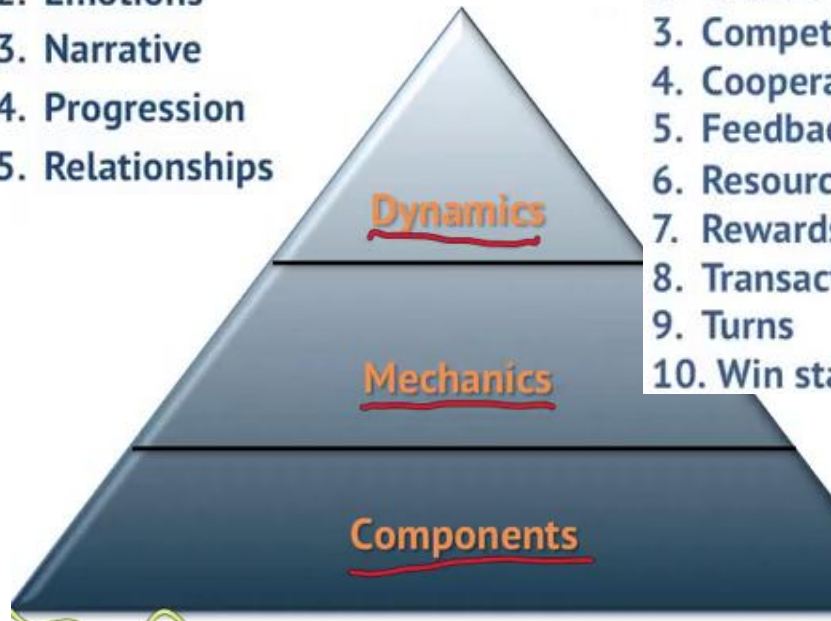 2. Emotions
3. Narrative
4. Progression
5. Relationships
3. Compet
4. Coopera
5. Feedbac
6. Resourc
7. Rewards
8. Transac
9. Turns
10. Win sta
Dynamics
Mechanics
Components